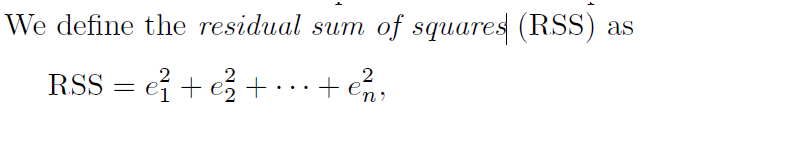 We define the residual sum of squares (RSS) as
RSS = e₁² + e₂² + ⋯ + eₙ²,